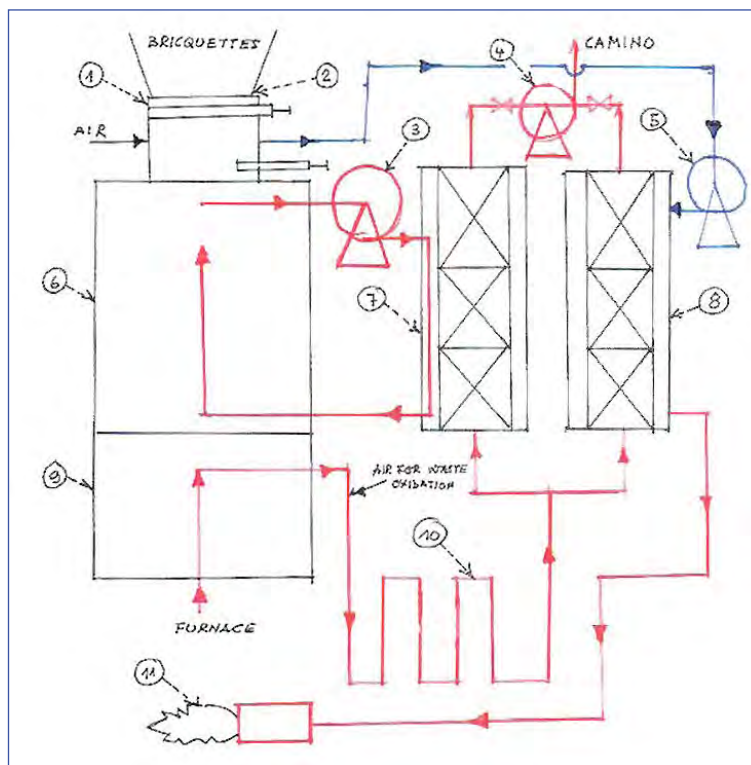 BRICQUETTES
CAMINO
1
2
4
AIR
3
5
6
7
8
9
AIR FOR WASTE
OXIDATION
10
FURNACE
11